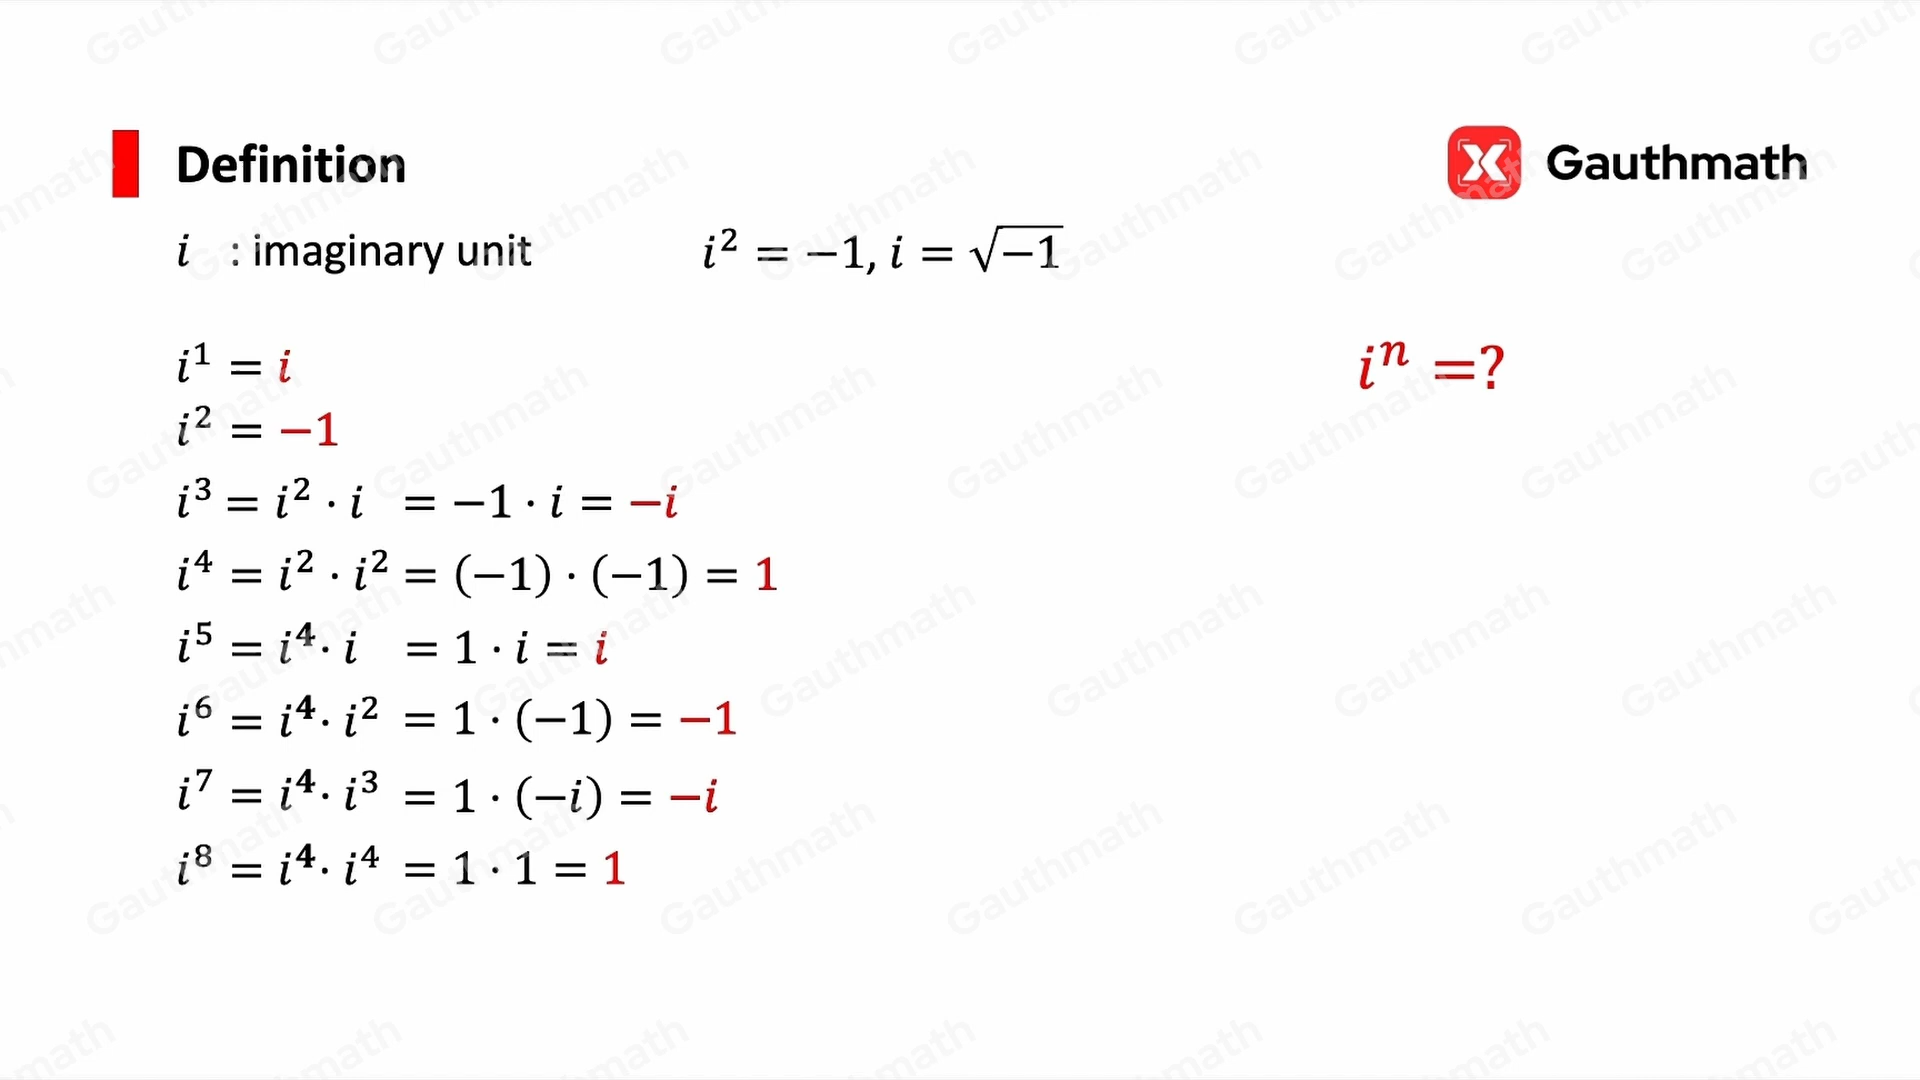 Definition
Gauthmath
i : imaginary unit i² = −1, i = √−1
i¹ = i
iⁿ =?
i² = −1
i³ = i² · i = −1 · i = −i
i⁴ = i² · i² = (−1) · (−1) = 1
i⁵ = i⁴· i = 1 · i = i
i⁶ = i⁴· i² = 1 · (−1) = −1
i⁷ = i⁴· i³ = 1 · (−i) = −i
i⁸ = i⁴· i⁴ = 1 · 1 = 1